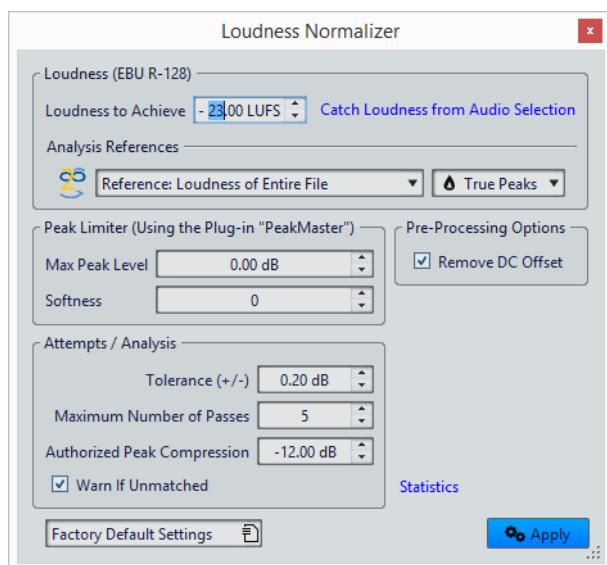 Loudness Normalizer
x
Loudness (EBU R-128)
Loudness to Achieve - 23.00 LUFS Catch Loudness from Audio Selection
Analysis References
Reference: Loudness of Entire File True Peaks
Peak Limiter (Using the Plug-in "PeakMaster") Pre-Processing Options
Max Peak Level 0.00 dB Remove DC Offset
Softness 0
Attempts / Analysis
Tolerance (+/-) 0.20 dB
Maximum Number of Passes 5
Authorized Peak Compression -12.00 dB
Warn If Unmatched Statistics
Factory Default Settings Apply